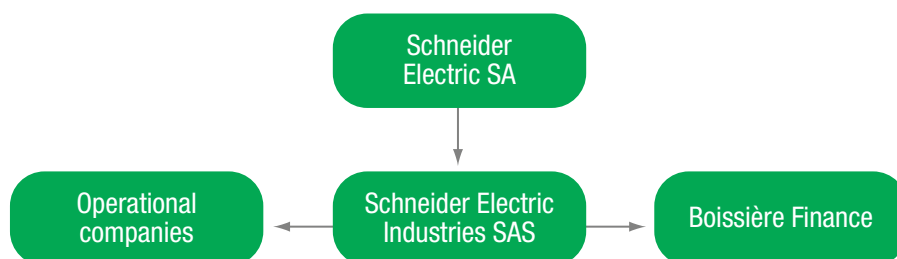 Schneider
Electric SA
Operational
companies
Schneider Electric
Industries SAS
Boissière Finance